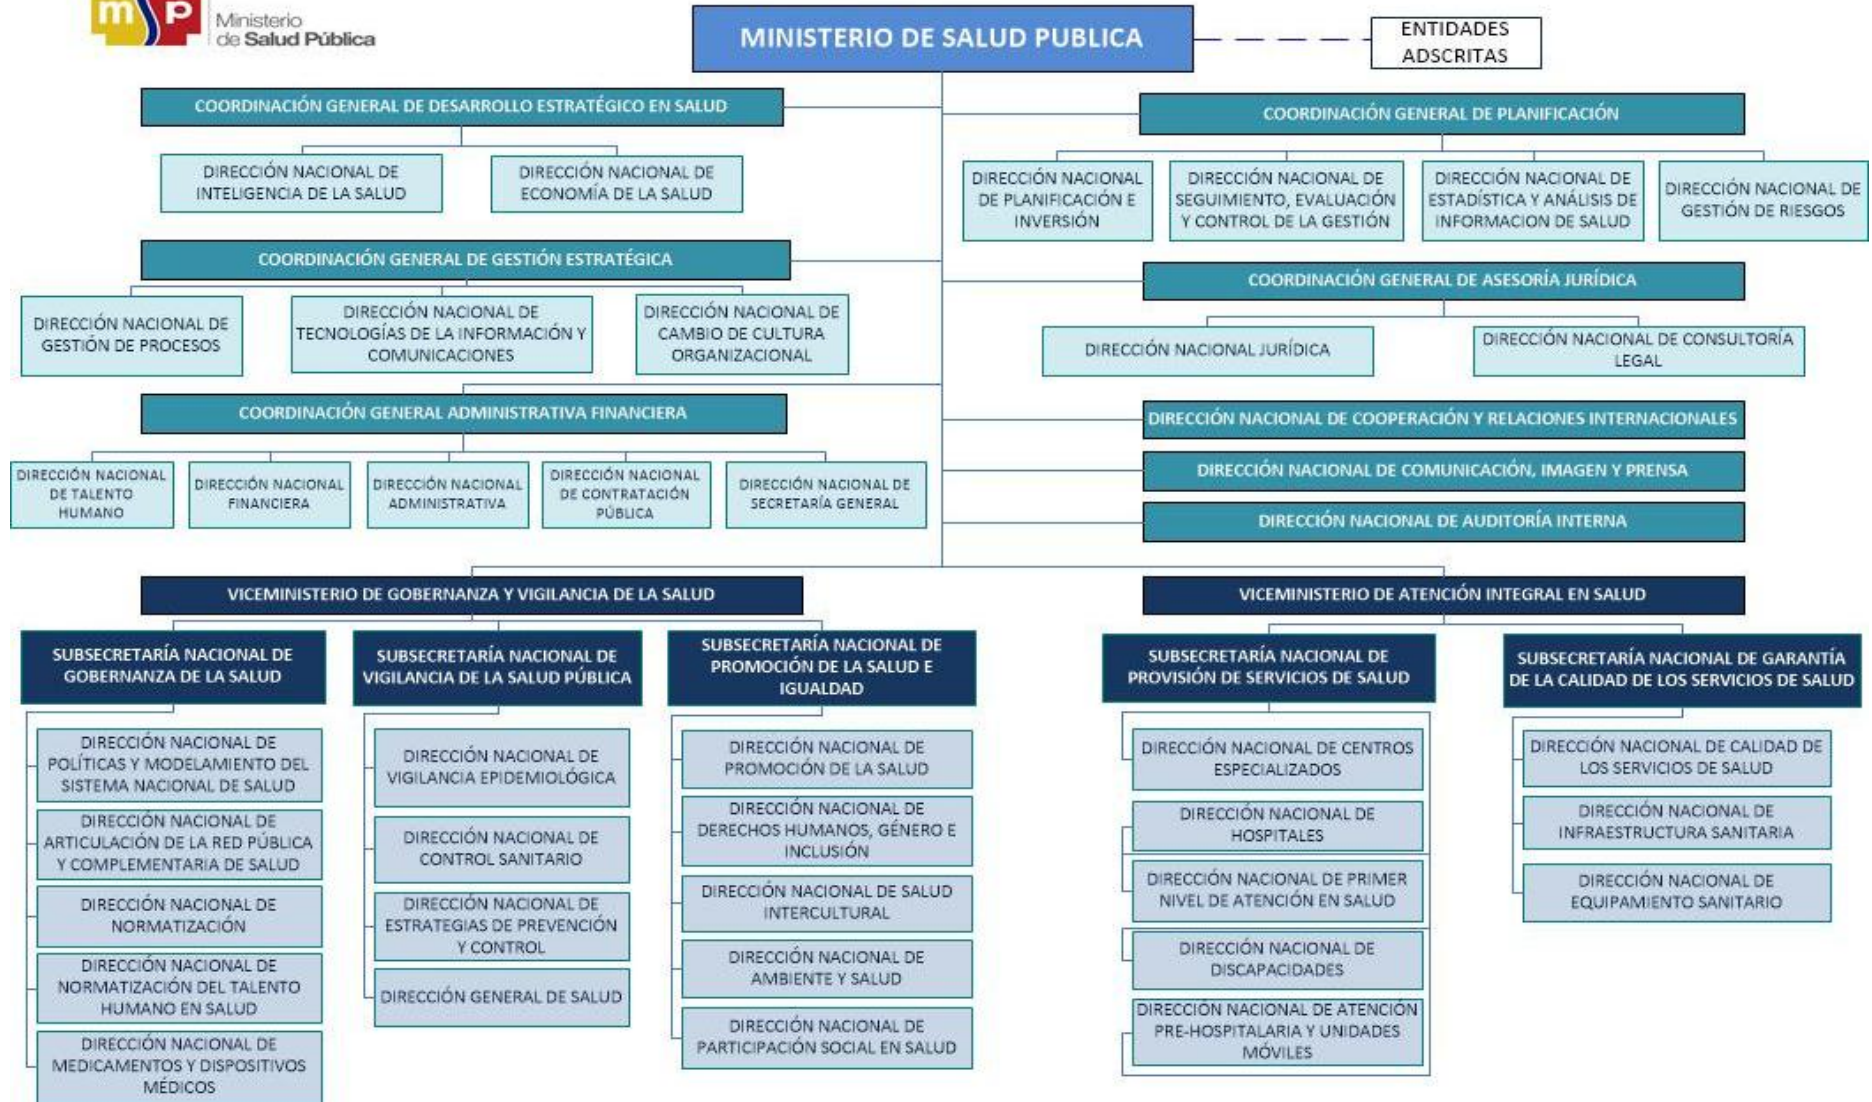 msp
Ministerio
de Salud Pública
MINISTERIO DE SALUD PUBLICA
ENTIDADES
ADSCRITAS
COORDINACIÓN GENERAL DE DESARROLLO ESTRATÉGICO EN SALUD
DIRECCIÓN NACIONAL DE
INTELIGENCIA DE LA SALUD
DIRECCIÓN NACIONAL DE
ECONOMÍA DE LA SALUD
COORDINACIÓN GENERAL DE PLANIFICACIÓN
DIRECCIÓN NACIONAL
DE PLANIFICACIÓN E
INVERSIÓN
DIRECCIÓN NACIONAL DE
SEGUIMIENTO, EVALUACIÓN
Y CONTROL DE LA GESTIÓN
DIRECCIÓN NACIONAL DE
ESTADÍSTICA Y ANÁLISIS DE
INFORMACION DE SALUD
DIRECCIÓN NACIONAL DE
GESTIÓN DE RIESGOS
COORDINACIÓN GENERAL DE GESTIÓN ESTRATÉGICA
DIRECCIÓN NACIONAL DE
GESTIÓN DE PROCESOS
DIRECCIÓN NACIONAL DE
TECNOLOGÍAS DE LA INFORMACIÓN Y
COMUNICACIONES
DIRECCIÓN NACIONAL DE
CAMBIO DE CULTURA
ORGANIZACIONAL
COORDINACIÓN GENERAL DE ASESORÍA JURÍDICA
DIRECCIÓN NACIONAL JURÍDICA
DIRECCIÓN NACIONAL DE CONSULTORÍA
LEGAL
COORDINACIÓN GENERAL ADMINISTRATIVA FINANCIERA
DIRECCIÓN NACIONAL
DE TALENTO
HUMANO
DIRECCIÓN NACIONAL
FINANCIERA
DIRECCIÓN NACIONAL
ADMINISTRATIVA
DIRECCIÓN NACIONAL
DE CONTRATACIÓN
PÚBLICA
DIRECCIÓN NACIONAL DE
SECRETARÍA GENERAL
DIRECCIÓN NACIONAL DE COOPERACIÓN Y RELACIONES INTERNACIONALES
DIRECCIÓN NACIONAL DE COMUNICACIÓN, IMAGEN Y PRENSA
DIRECCIÓN NACIONAL DE AUDITORÍA INTERNA
VICEMINISTERIO DE GOBERNANZA Y VIGILANCIA DE LA SALUD
SUBSECRETARÍA NACIONAL DE
GOBERNANZA DE LA SALUD
DIRECCIÓN NACIONAL DE
POLÍTICAS Y MODELAMIENTO DEL
SISTEMA NACIONAL DE SALUD
DIRECCIÓN NACIONAL DE
ARTICULACIÓN DE LA RED PÚBLICA
Y COMPLEMENTARIA DE SALUD
DIRECCIÓN NACIONAL DE
NORMATIZACIÓN
DIRECCIÓN NACIONAL DE
NORMATIZACIÓN DEL TALENTO
HUMANO EN SALUD
DIRECCIÓN NACIONAL DE
MEDICAMENTOS Y DISPOSITIVOS
MÉDICOS
SUBSECRETARÍA NACIONAL DE
VIGILANCIA DE LA SALUD PÚBLICA
DIRECCIÓN NACIONAL DE
VIGILANCIA EPIDEMIOLÓGICA
DIRECCIÓN NACIONAL DE
CONTROL SANITARIO
DIRECCIÓN NACIONAL DE
ESTRATEGIAS DE PREVENCIÓN
Y CONTROL
DIRECCIÓN GENERAL DE SALUD
SUBSECRETARÍA NACIONAL DE
PROMOCIÓN DE LA SALUD E
IGUALDAD
DIRECCIÓN NACIONAL DE
PROMOCIÓN DE LA SALUD
DIRECCIÓN NACIONAL DE
DERECHOS HUMANOS, GÉNERO E
INCLUSIÓN
DIRECCIÓN NACIONAL DE SALUD
INTERCULTURAL
DIRECCIÓN NACIONAL DE
AMBIENTE Y SALUD
DIRECCIÓN NACIONAL DE
PARTICIPACIÓN SOCIAL EN SALUD
VICEMINISTERIO DE ATENCIÓN INTEGRAL EN SALUD
SUBSECRETARÍA NACIONAL DE
PROVISIÓN DE SERVICIOS DE SALUD
DIRECCIÓN NACIONAL DE CENTROS
ESPECIALIZADOS
DIRECCIÓN NACIONAL DE
HOSPITALES
DIRECCIÓN NACIONAL DE PRIMER
NIVEL DE ATENCIÓN EN SALUD
DIRECCIÓN NACIONAL DE
DISCAPACIDADES
DIRECCIÓN NACIONAL DE ATENCIÓN
PRE-HOSPITALARIA Y UNIDADES
MÓVILES
SUBSECRETARÍA NACIONAL DE GARANTÍA
DE LA CALIDAD DE LOS SERVICIOS DE SALUD
DIRECCIÓN NACIONAL DE CALIDAD DE
LOS SERVICIOS DE SALUD
DIRECCIÓN NACIONAL DE
INFRAESTRUCTURA SANITARIA
DIRECCIÓN NACIONAL DE
EQUIPAMIENTO SANITARIO